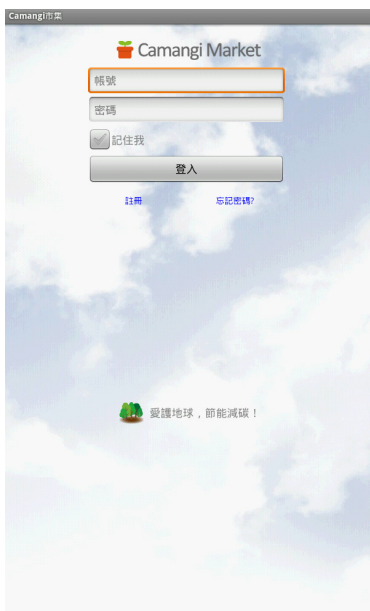 Camangi市集
Camangi Market
帳號
密碼
記住我
登入
註冊
忘記密碼?
愛護地球，節能減碳！